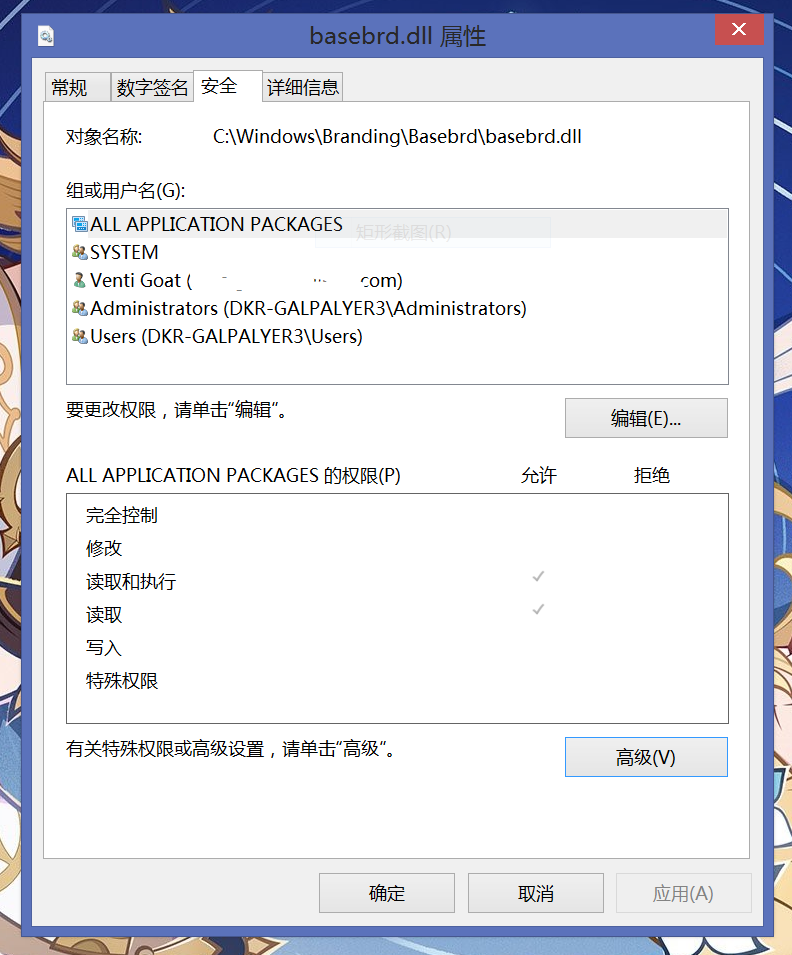 basebrd.dll 属性
常规 数字签名 安全 详细信息
对象名称: C:\Windows\Branding\Basebrd\basebrd.dll
组或用户名(G):
ALL APPLICATION PACKAGES
矩形截图(R)
SYSTEM
Venti Goat ( com)
Administrators (DKR-GALPALYER3\Administrators)
Users (DKR-GALPALYER3\Users)
要更改权限，请单击“编辑”。
编辑(E)...
ALL APPLICATION PACKAGES 的权限(P) 允许 拒绝
完全控制
修改
读取和执行
读取
写入
特殊权限
有关特殊权限或高级设置，请单击“高级”。
高级(V)
确定 取消 应用(A)